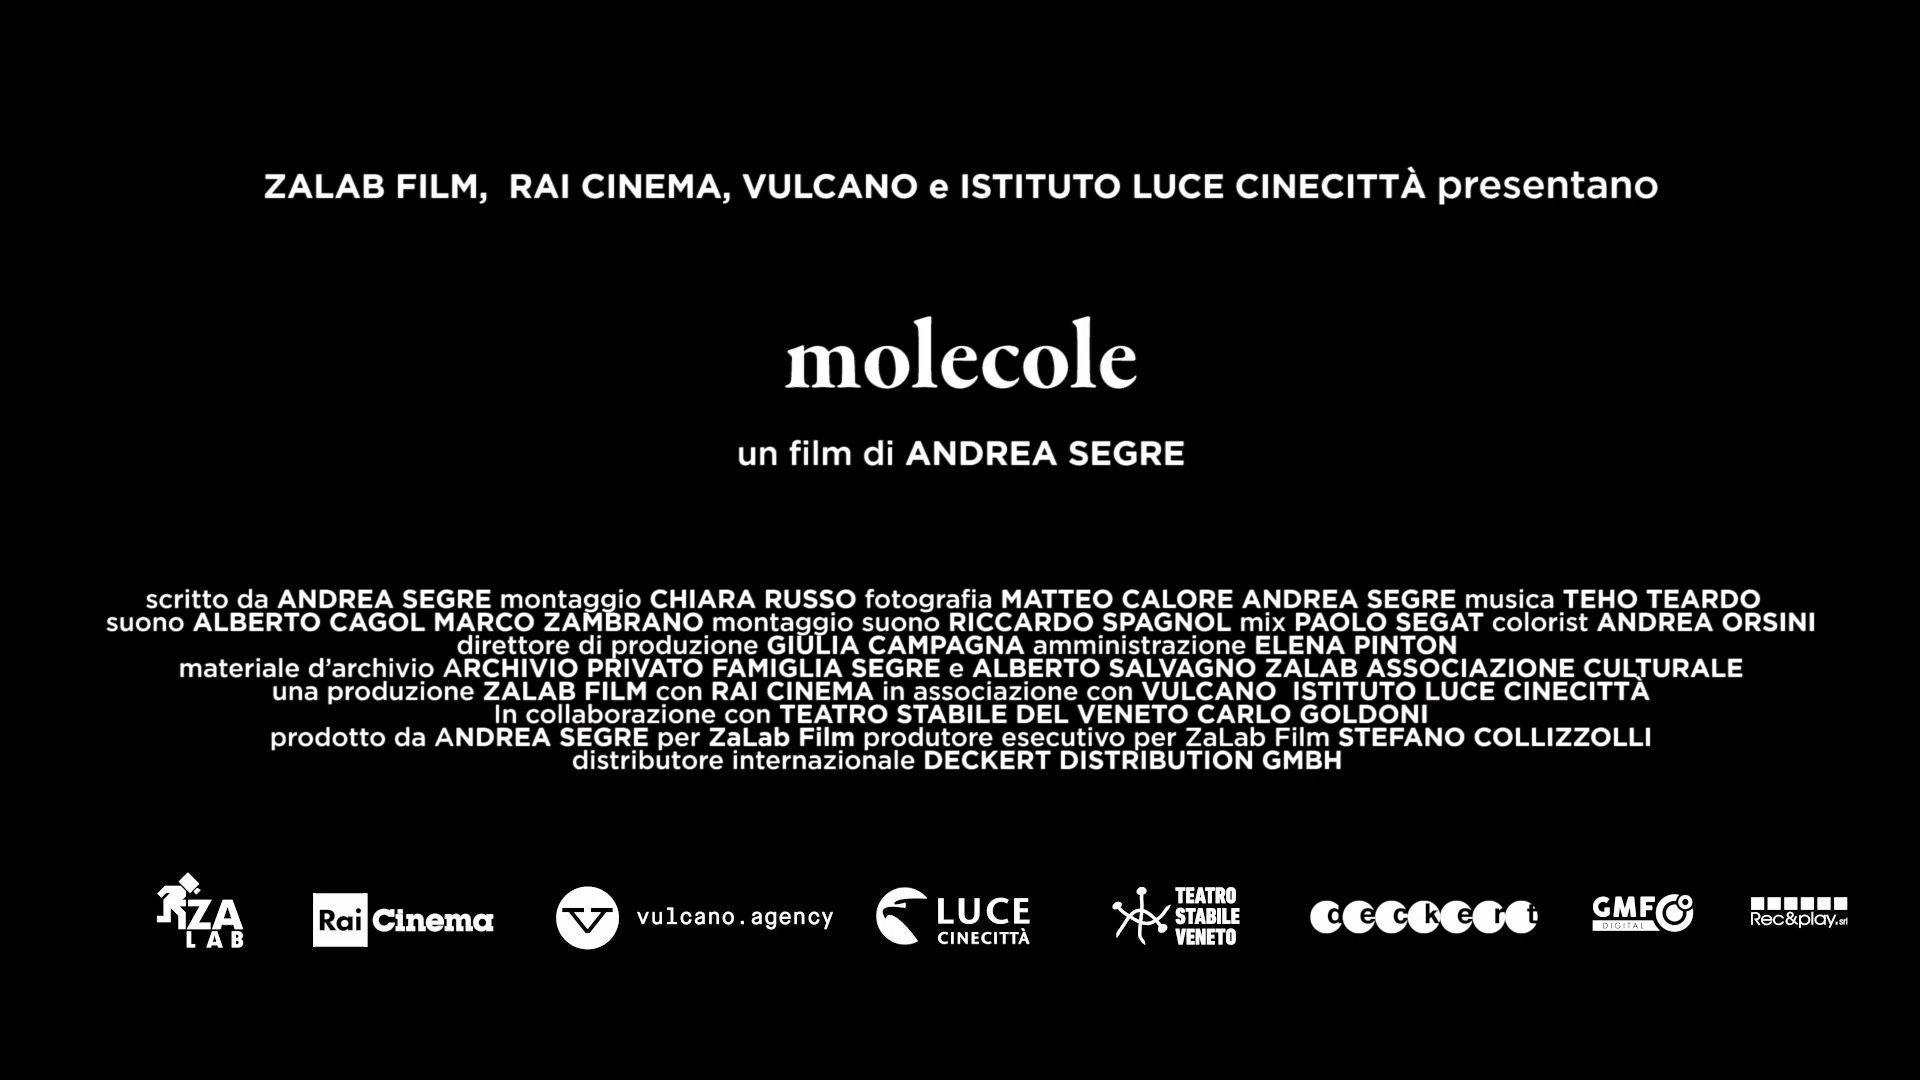 ZALAB FILM, RAI CINEMA, VULCANO e ISTITUTO LUCE CINECITTÀ presentano
molecole
un film di ANDREA SEGRE
scritto da ANDREA SEGRE montaggio CHIARA RUSSO fotografia MATTEO CALORE ANDREA SEGRE musica TEHO TEARDO
suono ALBERTO CAGOL MARCO ZAMBRANO montaggio suono RICCARDO SPAGNOL mix PAOLO SEGAT colorist ANDREA ORSINI
direttore di produzione GIULIA CAMPAGNA amministrazione ELENA PINTON
materiale d’archivio ARCHIVIO PRIVATO FAMIGLIA SEGRE e ALBERTO SALVAGNO ZALAB ASSOCIAZIONE CULTURALE
una produzione ZALAB FILM con RAI CINEMA in associazione con VULCANO ISTITUTO LUCE CINECITTÀ
In collaborazione con TEATRO STABILE DEL VENETO CARLO GOLDONI
prodotto da ANDREA SEGRE per ZaLab Film produtore esecutivo per ZaLab Film STEFANO COLLIZZOLLI
distributore internazionale DECKERT DISTRIBUTION GMBH
ZA
LAB
Rai Cinema
vulcano.agency
LUCE
CINECITTÀ
TEATRO
STABILE
VENETO
deckert
GMF
DIGITAL
Rec&play.srl